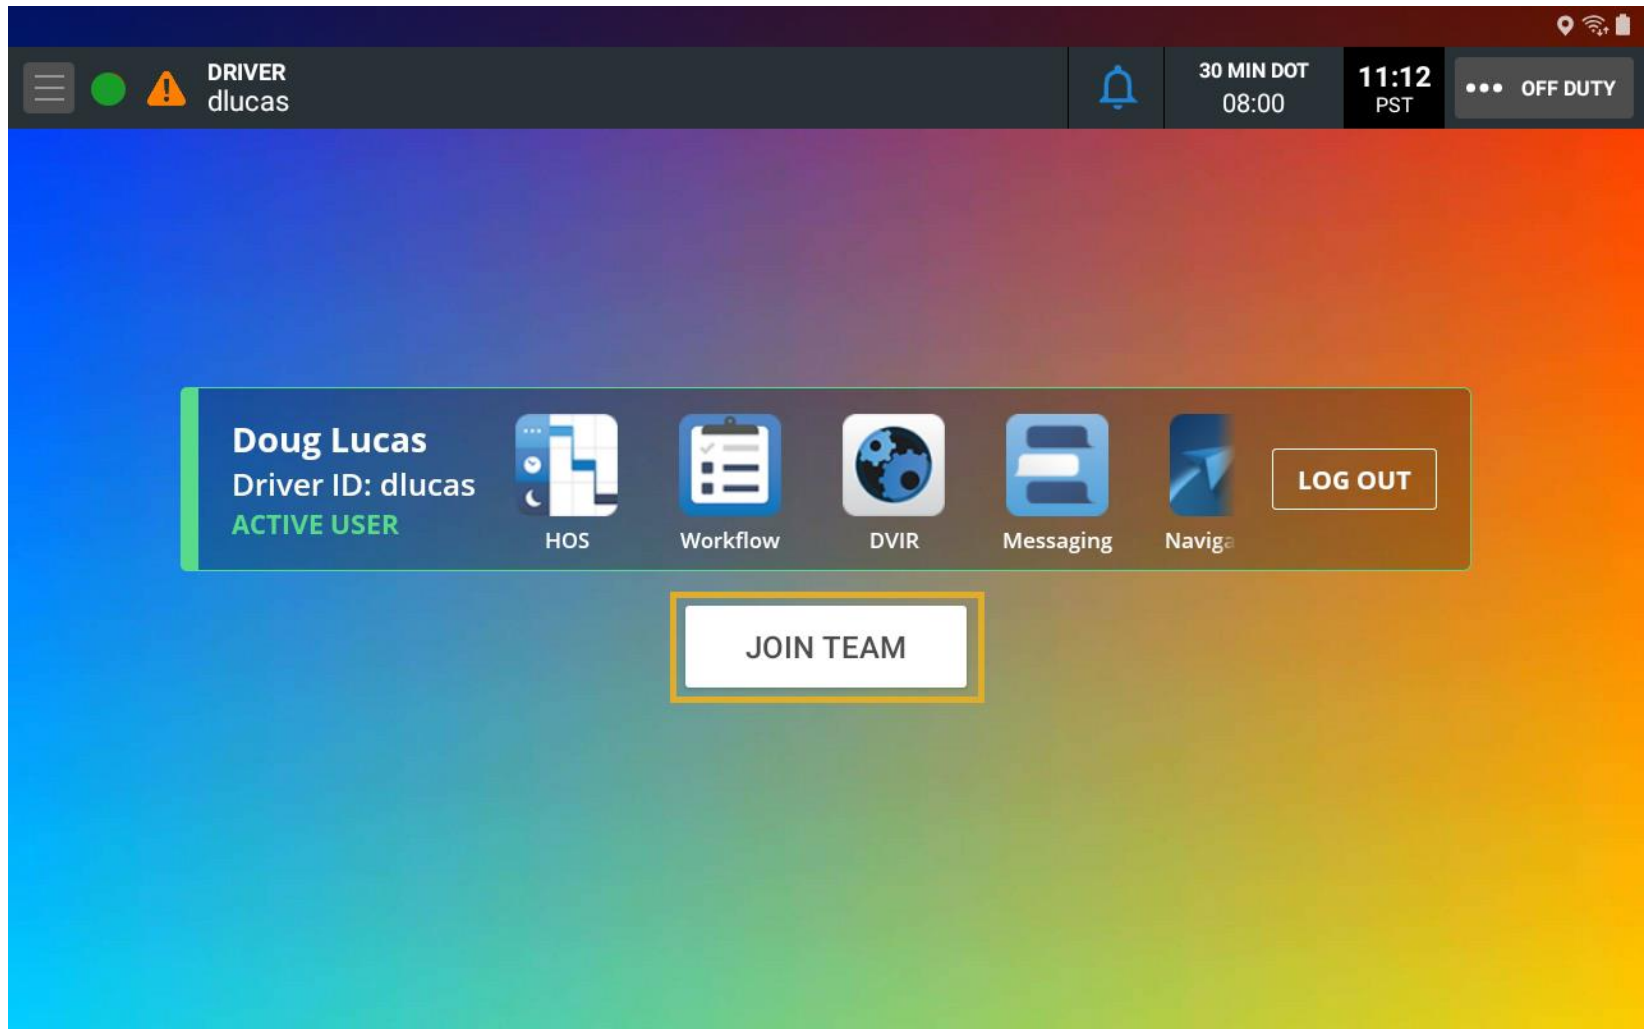 DRIVER
dlucas
30 MIN DOT
08:00
11:12
PST
OFF DUTY
Doug Lucas
Driver ID: dlucas
ACTIVE USER
HOS
Workflow
DVIR
Messaging
Naviga
LOG OUT
JOIN TEAM